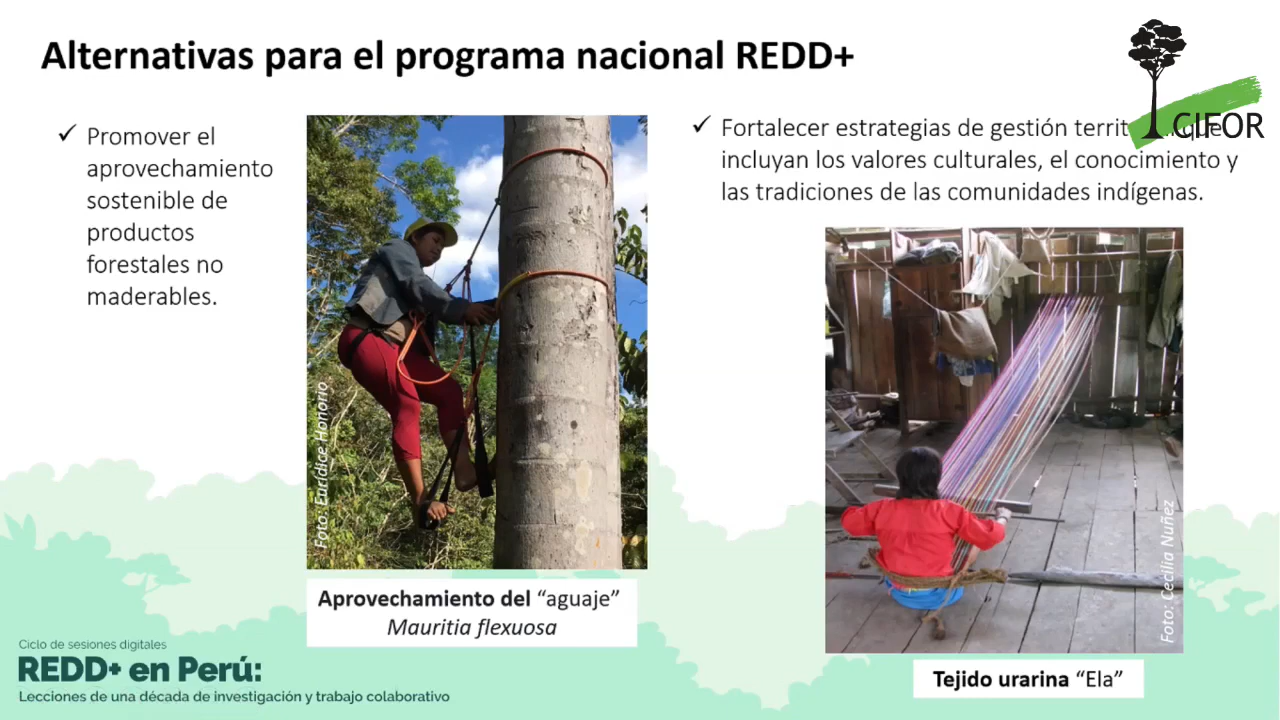 Alternativas para el programa nacional REDD+
CIFOR
✓ Promover el
aprovechamiento
sostenible de
productos
forestales no
maderables.
Foto: Eurídice Honorio
Aprovechamiento del “aguaje”
Mauritia flexuosa
✓ Fortalecer estrategias de gestión que
incluyan los valores culturales, el conocimiento y
las tradiciones de las comunidades indígenas.
Foto: Cecilia Nuñez
Tejido urarina “Ela”
Ciclo de sesiones digitales
REDD+ en Perú:
Lecciones de una década de investigación y trabajo colaborativo